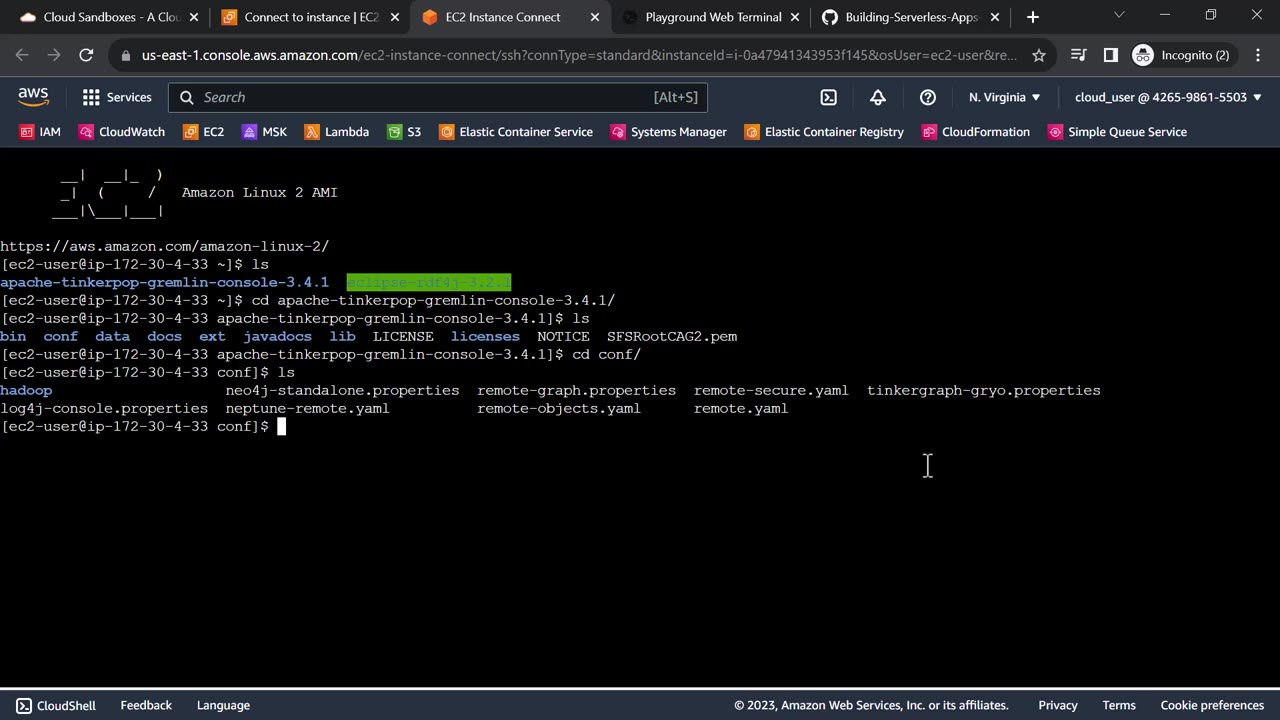 Cloud Sandboxes - A Clou
Connect to instance | EC2
EC2 Instance Connect
Playground Web Terminal
Building-Serverless-Apps-
us-east-1.console.aws.amazon.com/ec2-instance-connect/ssh?connType=standard&instanceId=i-0a47941343953f145&osUser=ec2-user&re...
Incognito (2)
aws
Services
Search
[Alt+S]
N. Virginia
cloud_user @ 4265-9861-5503
IAM
CloudWatch
EC2
MSK
Lambda
S3
Elastic Container Service
Systems Manager
Elastic Container Registry
CloudFormation
Simple Queue Service
__|  __|_  )
_|  (     /   Amazon Linux 2 AMI
___|\___|___|
https://aws.amazon.com/amazon-linux-2/
[ec2-user@ip-172-30-4-33 ~]$ ls
apache-tinkerpop-gremlin-console-3.4.1  eclipse-rdf4j-3.2.1
[ec2-user@ip-172-30-4-33 ~]$ cd apache-tinkerpop-gremlin-console-3.4.1/
[ec2-user@ip-172-30-4-33 apache-tinkerpop-gremlin-console-3.4.1]$ ls
bin  conf  data  docs  ext  javadocs  lib  LICENSE  licenses  NOTICE  SFSRootCAG2.pem
[ec2-user@ip-172-30-4-33 apache-tinkerpop-gremlin-console-3.4.1]$ cd conf/
[ec2-user@ip-172-30-4-33 conf]$ ls
hadoop                    neo4j-standalone.properties  remote-graph.properties  remote-secure.yaml  tinkergraph-gryo.properties
log4j-console.properties  neptune-remote.yaml          remote-objects.yaml      remote.yaml
[ec2-user@ip-172-30-4-33 conf]$
CloudShell
Feedback
Language
© 2023, Amazon Web Services, Inc. or its affiliates.
Privacy
Terms
Cookie preferences